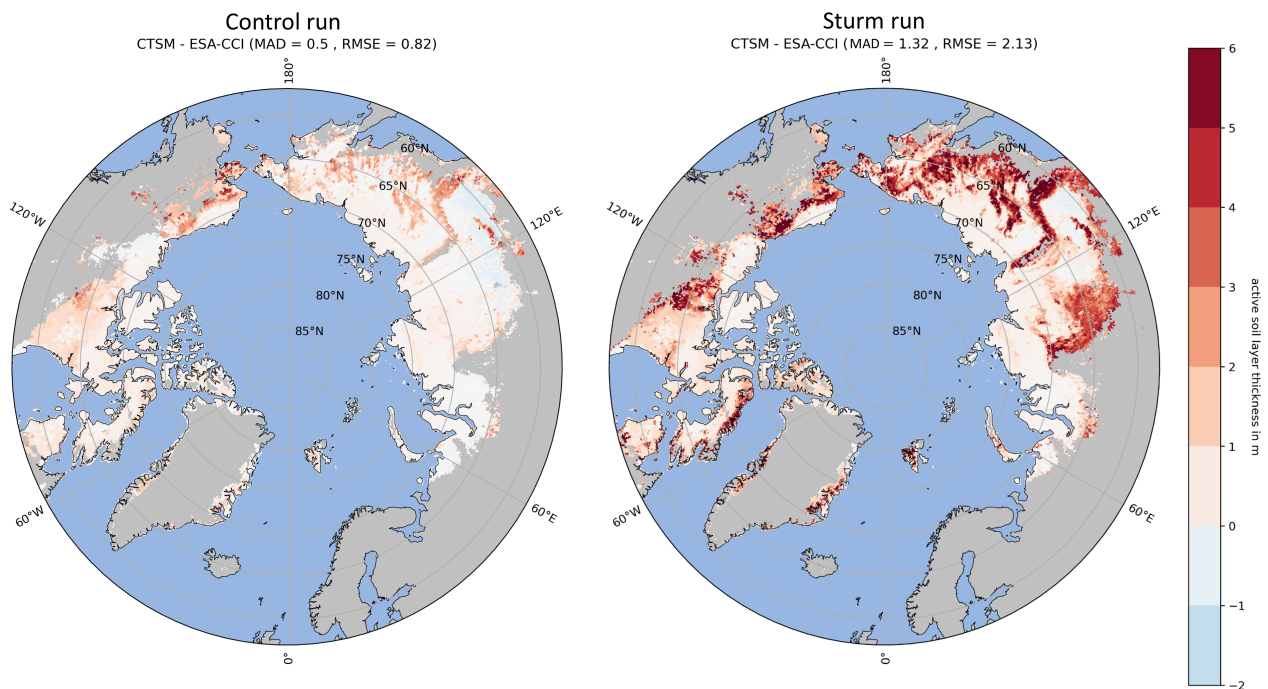 Control run
CTSM - ESA-CCI (MAD = 0.5 , RMSE = 0.82)
180°
60°N
65°N
70°N
75°N
80°N
85°N
120°W
120°E
60°W
60°E
0°
Sturm run
CTSM - ESA-CCI (MAD = 1.32 , RMSE = 2.13)
180°
60°N
65°N
70°N
75°N
80°N
85°N
120°W
120°E
60°W
60°E
0°
6
5
4
3
2
1
0
−1
−2
active soil layer thickness in m